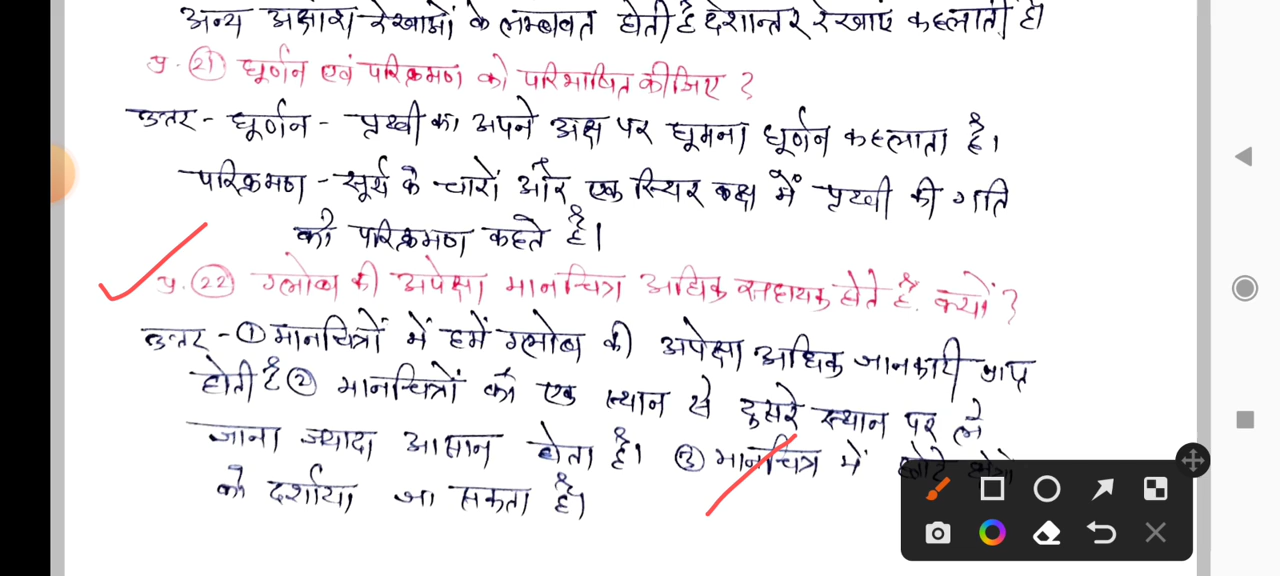 अन्य अक्षांश रेखाओं के लम्बवत होती है देशान्तर रेखाएं कहलाती है।
प्र. (21) घूर्णन एवं परिक्रमण को परिभाषित कीजिए ?
उत्तर - घूर्णन - पृथ्वी का अपने अक्ष पर घूमना घूर्णन कहलाता है।
परिक्रमण - सूर्य के चारों और एक स्थिर कक्ष में पृथ्वी की गति
को परिक्रमण कहते है।
प्र. (22) ग्लोब की अपेक्षा मानचित्र अधिक सहायक होते है. क्यों ?
उत्तर - ① मानचित्रों में हमें ग्लोब की अपेक्षा अधिक जानकारी प्राप्त
होती है ② मानचित्रों को एक स्थान से दुसरे स्थान पर ले
जाना ज्यादा आसान होता है। ③ मानचित्र में छोटे क्षेत्रों
को दर्शाया जा सकता है।